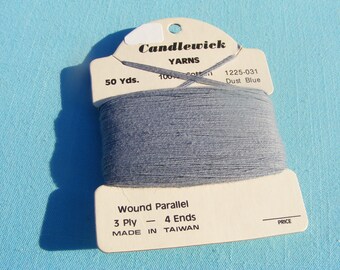 Candlewick
YARNS
50 Yds. 100% Cotton 1225-031
Dust Blue
Wound Parallel
3 Ply — 4 Ends
MADE IN TAIWAN
PRICE